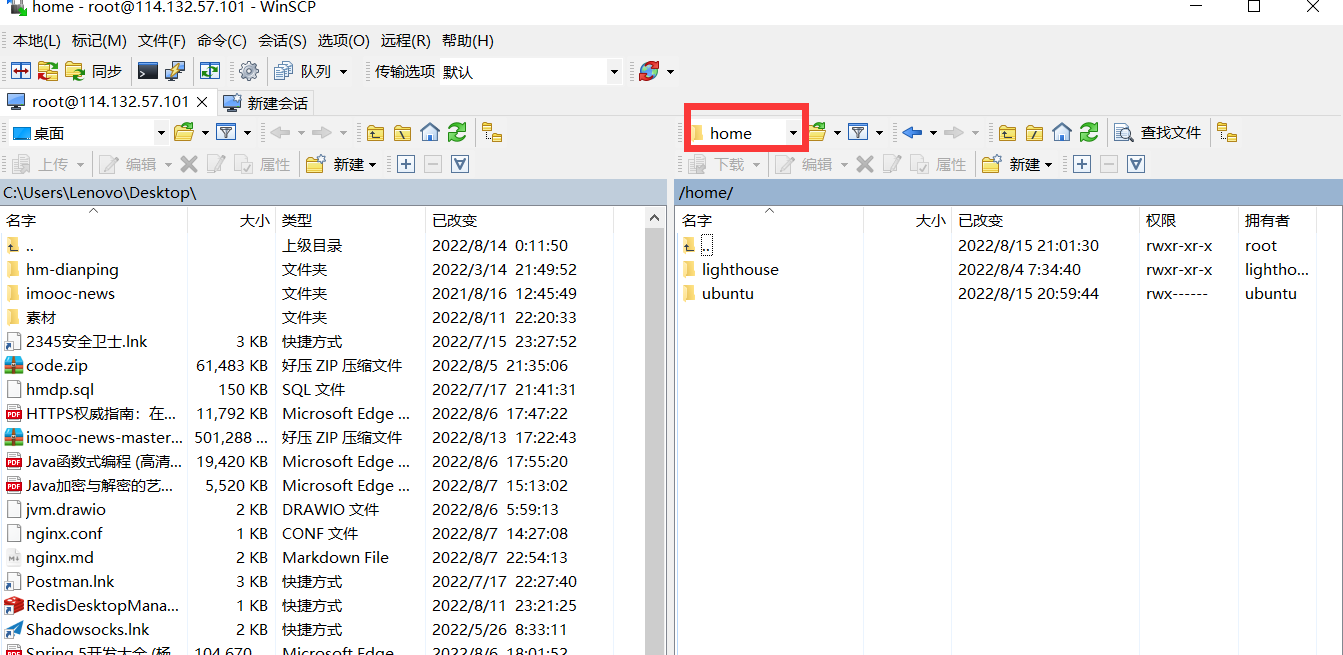 home - root@114.132.57.101 - WinSCP
本地(L) 标记(M) 文件(F) 命令(C) 会话(S) 选项(O) 远程(R) 帮助(H)
同步 队列 传输选项 默认
root@114.132.57.101 新建会话
桌面 home 查找文件
上传 编辑 属性 新建 下载 编辑 属性 新建
C:\Users\Lenovo\Desktop\ /home/
名字 大小 类型 已改变 名字 大小 已改变 权限 拥有者
.. 上级目录 2022/8/14 0:11:50 .. 2022/8/15 21:01:30 rwxr-xr-x root
hm-dianping 文件夹 2022/3/14 21:49:52 lighthouse 2022/8/4 7:34:40 rwxr-xr-x lightho...
imooc-news 文件夹 2021/8/16 12:45:49 ubuntu 2022/8/15 20:59:44 rwx------ ubuntu
素材 文件夹 2022/8/11 22:20:33
2345安全卫士.lnk 3 KB 快捷方式 2022/7/15 23:27:52
code.zip 61,483 KB 好压 ZIP 压缩文件 2022/8/5 21:35:06
hmdp.sql 150 KB SQL 文件 2022/7/17 21:41:31
HTTPS权威指南：在... 11,792 KB Microsoft Edge ... 2022/8/6 17:47:22
imooc-news-master... 501,288 ... 好压 ZIP 压缩文件 2022/8/13 17:22:43
Java函数式编程 (高清... 19,420 KB Microsoft Edge ... 2022/8/6 17:55:20
Java加密与解密的艺... 5,520 KB Microsoft Edge ... 2022/8/7 15:13:02
jvm.drawio 2 KB DRAWIO 文件 2022/8/6 5:59:13
nginx.conf 1 KB CONF 文件 2022/8/7 14:27:08
nginx.md 2 KB Markdown File 2022/8/7 22:54:13
Postman.lnk 3 KB 快捷方式 2022/7/17 22:27:40
RedisDesktopMana... 1 KB 快捷方式 2022/8/11 23:21:25
Shadowsocks.lnk 2 KB 快捷方式 2022/5/26 8:33:11
Spring 5开发大全 (杨... 104,670 ... Microsoft Edge ... 2022/8/6 18:01:52